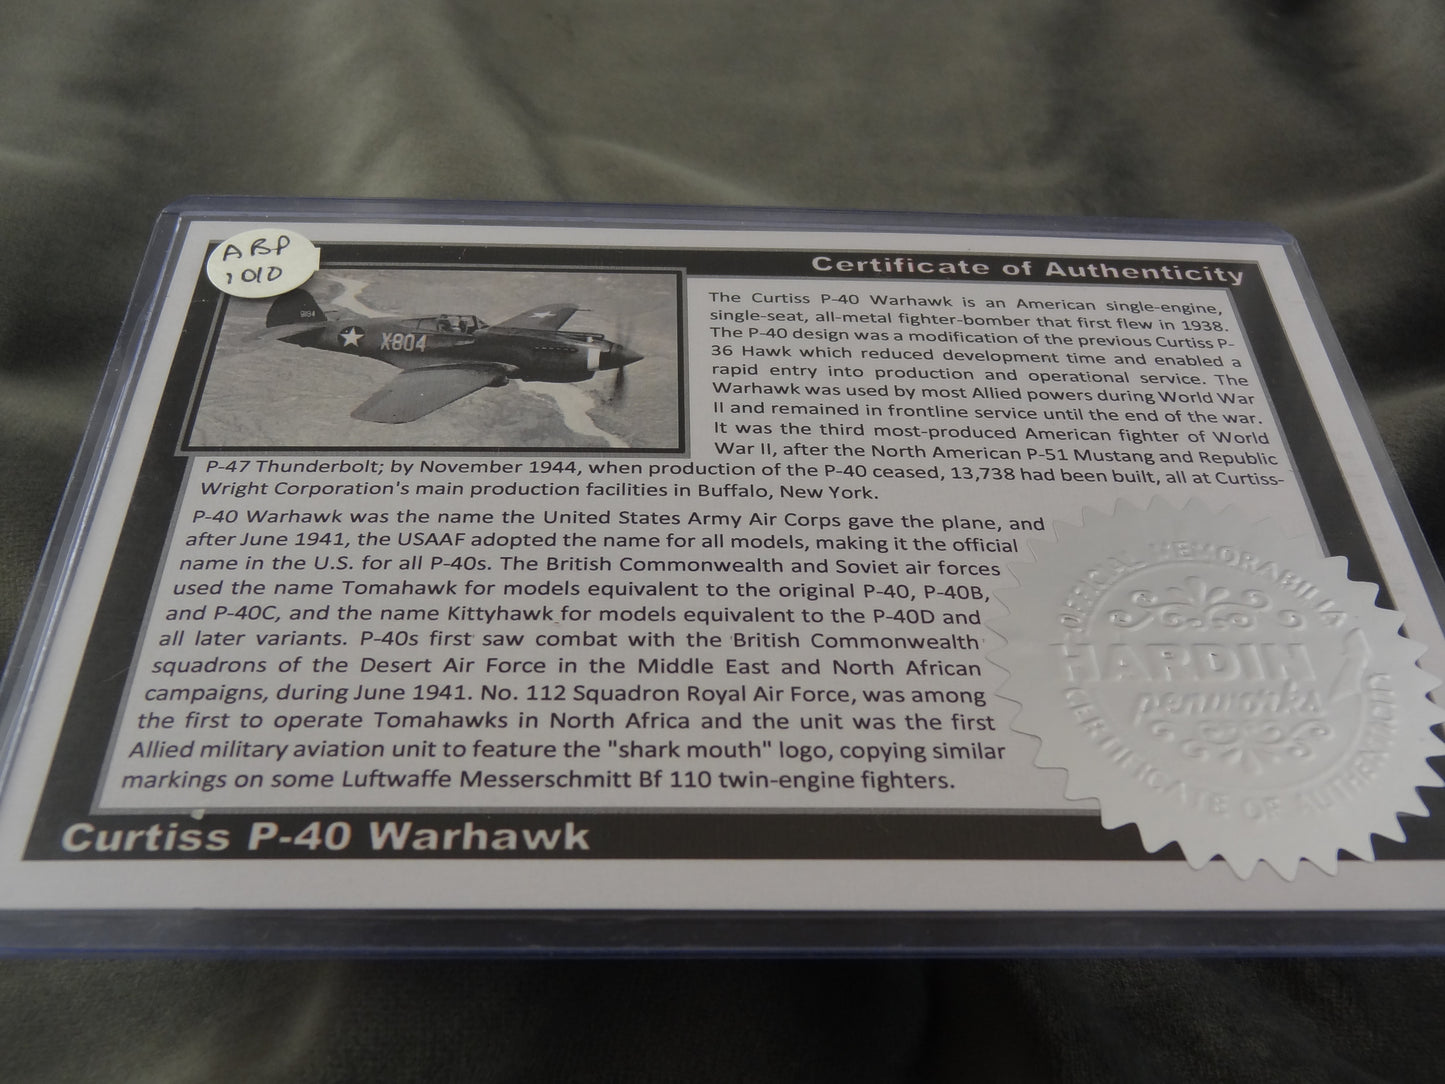 ABP
1010
Certificate of Authenticity
9184
X-804
The Curtiss P-40 Warhawk is an American single-engine,
single-seat, all-metal fighter-bomber that first flew in 1938.
The P-40 design was a modification of the previous Curtiss P-
36 Hawk which reduced development time and enabled a
rapid entry into production and operational service. The
Warhawk was used by most Allied powers during World War
II and remained in frontline service until the end of the war.
It was the third most-produced American fighter of World
War II, after the North American P-51 Mustang and Republic
P-47 Thunderbolt; by November 1944, when production of the P-40 ceased, 13,738 had been built, all at Curtiss-
Wright Corporation's main production facilities in Buffalo, New York.
P-40 Warhawk was the name the United States Army Air Corps gave the plane, and
after June 1941, the USAAF adopted the name for all models, making it the official
name in the U.S. for all P-40s. The British Commonwealth and Soviet air forces
used the name Tomahawk for models equivalent to the original P-40, P-40B,
and P-40C, and the name Kittyhawk for models equivalent to the P-40D and
all later variants. P-40s first saw combat with the British Commonwealth
squadrons of the Desert Air Force in the Middle East and North African
campaigns, during June 1941. No. 112 Squadron Royal Air Force, was among
the first to operate Tomahawks in North Africa and the unit was the first
Allied military aviation unit to feature the "shark mouth" logo, copying similar
markings on some Luftwaffe Messerschmitt Bf 110 twin-engine fighters.
OFFICIAL MEMORABILIA
HARDIN
penworks
CERTIFICATE OF AUTHENTICATION
Curtiss P-40 Warhawk